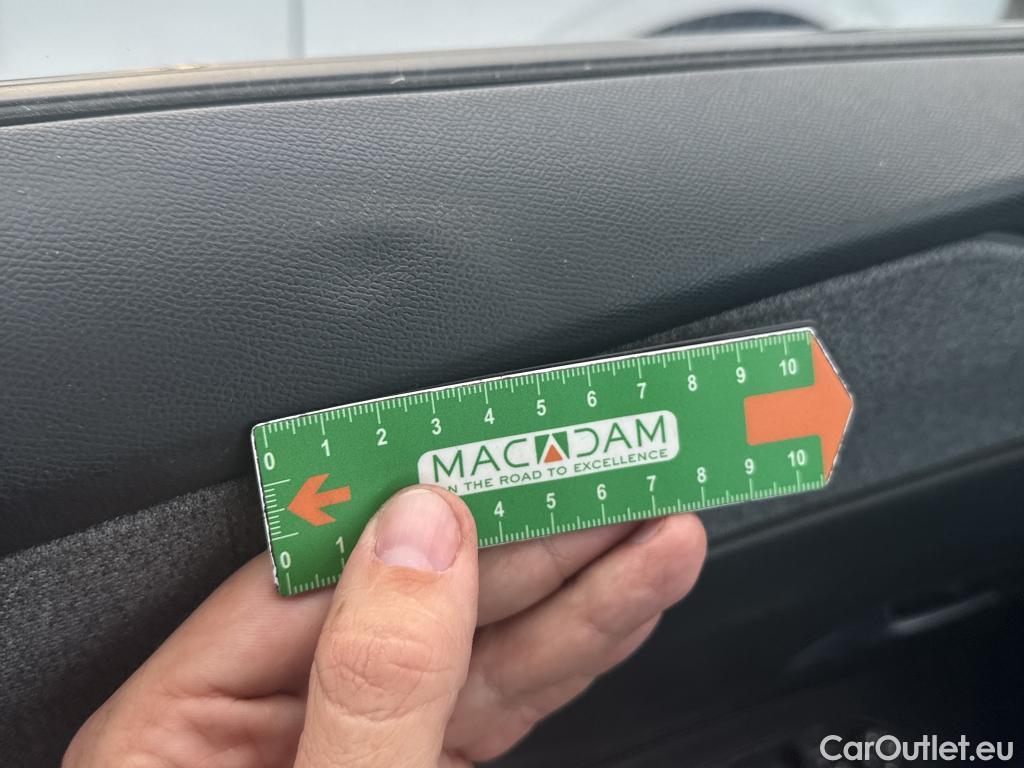 0 1 2 3 4 5 6 7 8 9 10
MACADAM
N THE ROAD TO EXCELLENCE
0 1 4 5 6 7 8 9 10
CarOutlet.eu